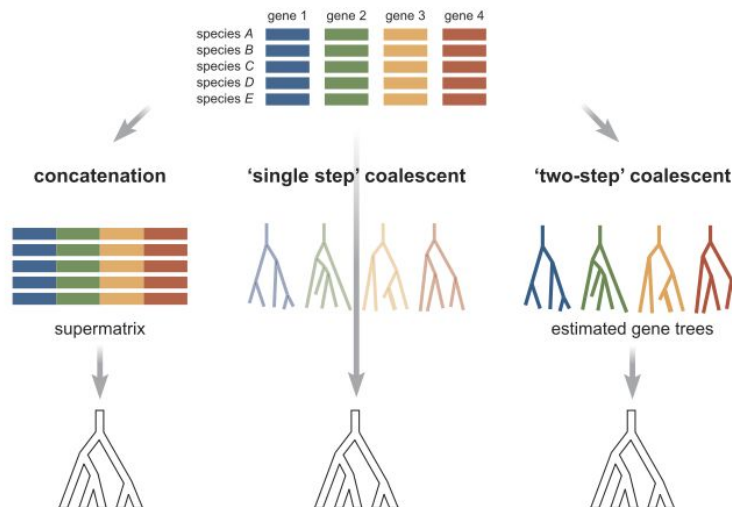 gene 1 gene 2 gene 3 gene 4
species A
species B
species C
species D
species E
concatenation
'single step' coalescent
'two-step' coalescent
supermatrix
estimated gene trees